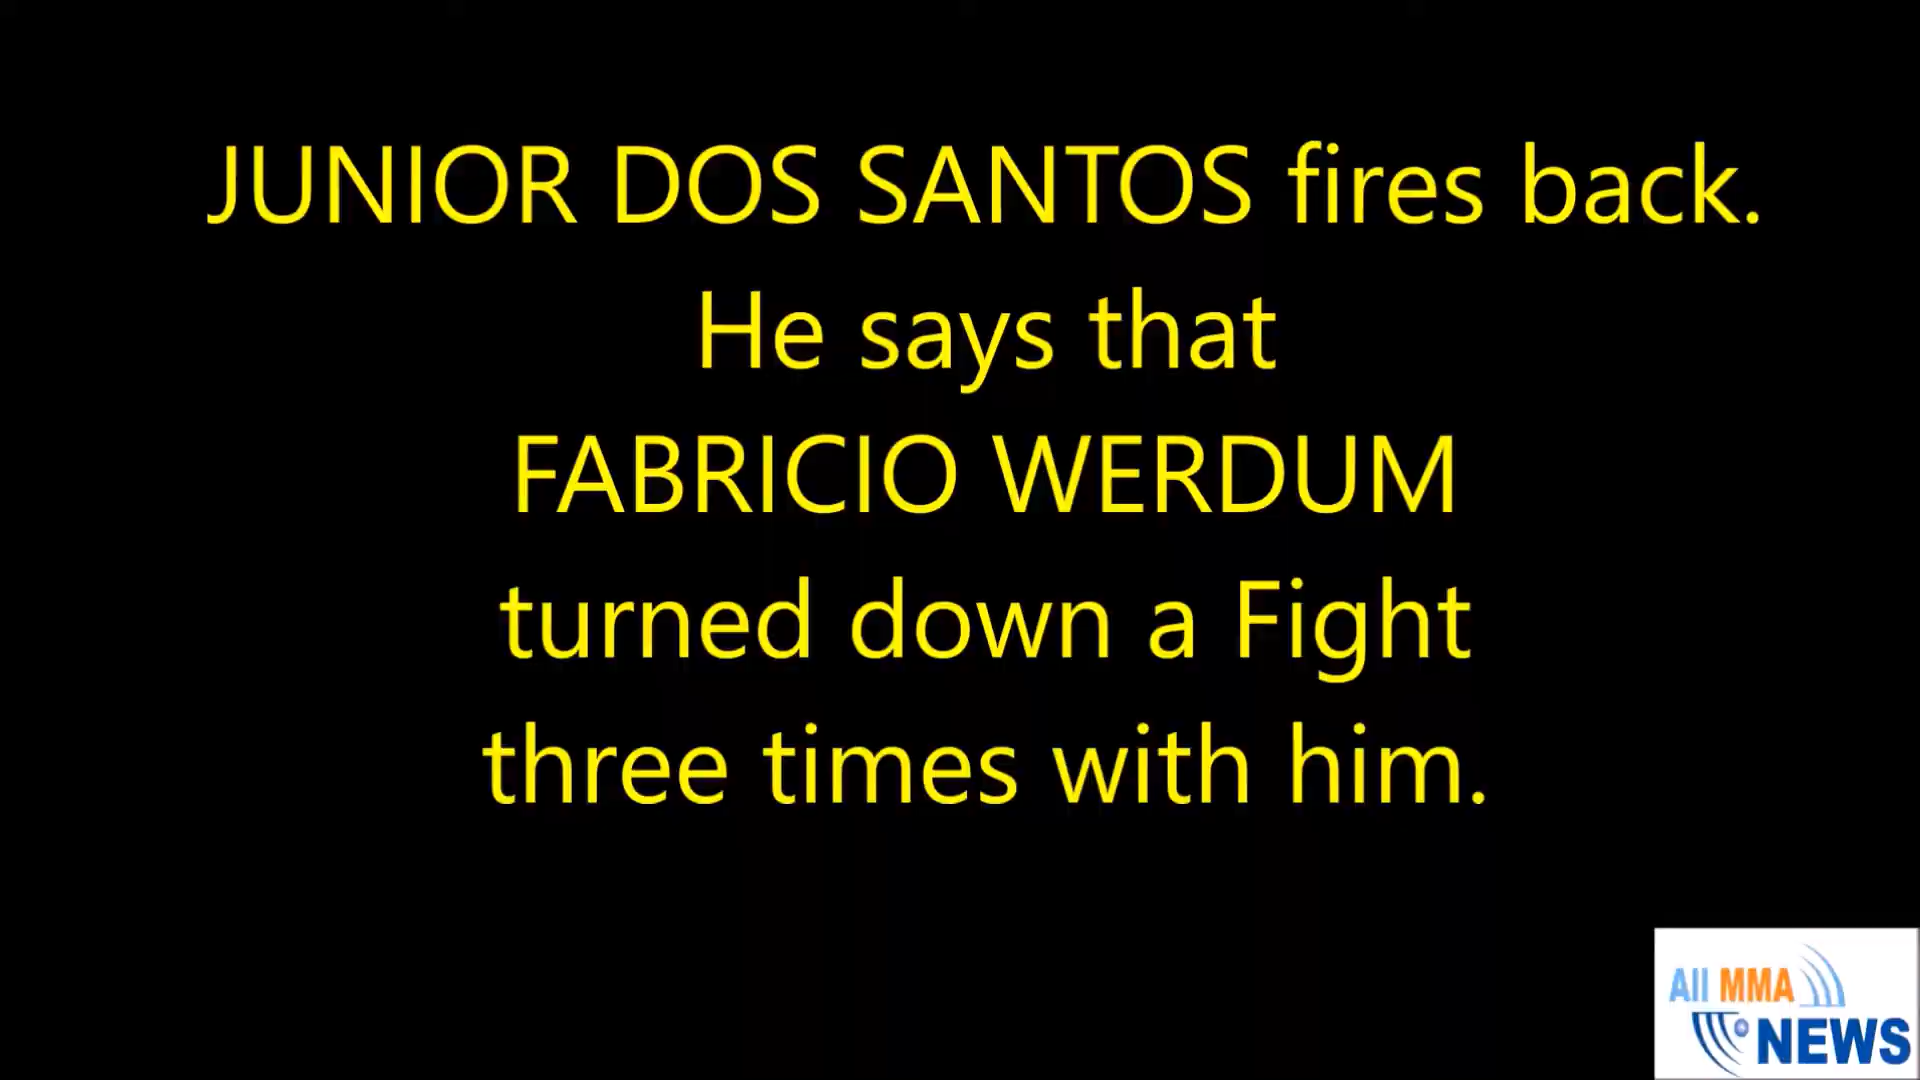 JUNIOR DOS SANTOS fires back.
He says that
FABRICIO WERDUM
turned down a Fight
three times with him.
All MMA
NEWS